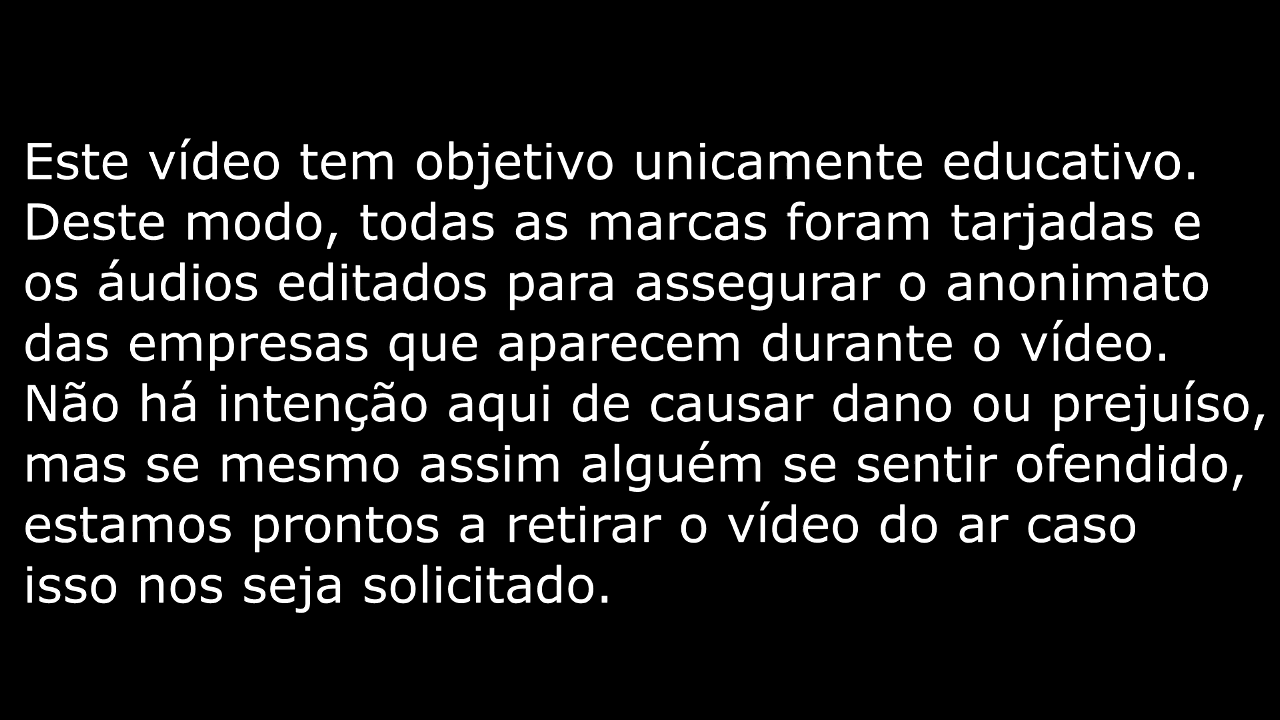 Este vídeo tem objetivo unicamente educativo.
Deste modo, todas as marcas foram tarjadas e
os áudios editados para assegurar o anonimato
das empresas que aparecem durante o vídeo.
Não há intenção aqui de causar dano ou prejuíso,
mas se mesmo assim alguém se sentir ofendido,
estamos prontos a retirar o vídeo do ar caso
isso nos seja solicitado.